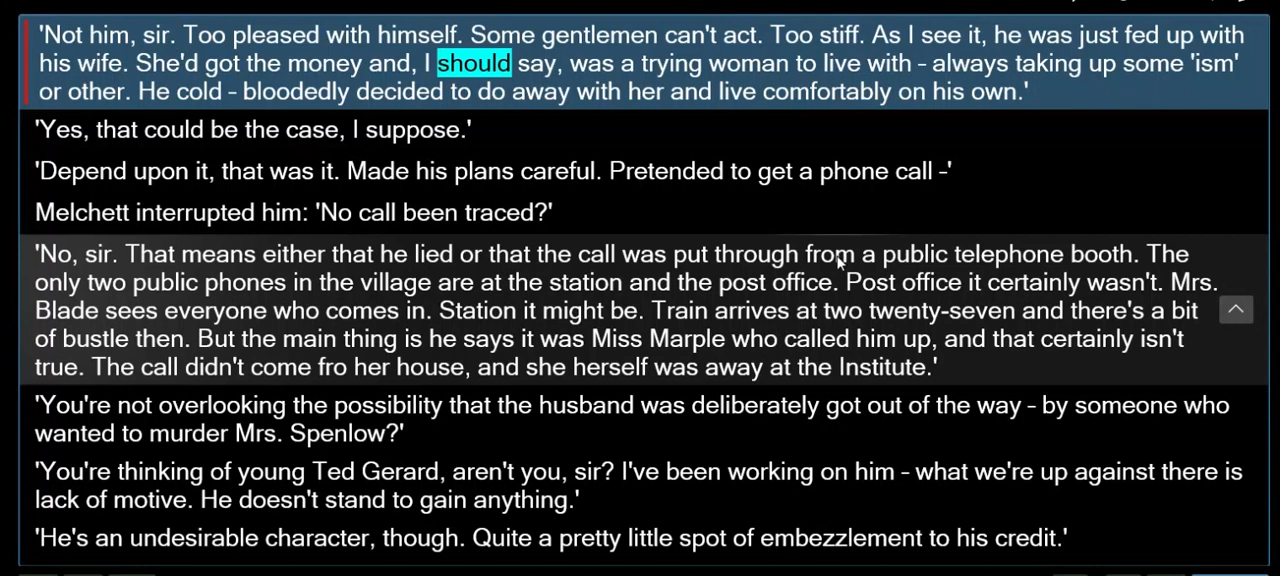 'Not him, sir. Too pleased with himself. Some gentlemen can't act. Too stiff. As I see it, he was just fed up with
his wife. She'd got the money and, I should say, was a trying woman to live with - always taking up some 'ism'
or other. He cold - bloodedly decided to do away with her and live comfortably on his own.'
'Yes, that could be the case, I suppose.'
'Depend upon it, that was it. Made his plans careful. Pretended to get a phone call -'
Melchett interrupted him: 'No call been traced?'
'No, sir. That means either that he lied or that the call was put through from a public telephone booth. The
only two public phones in the village are at the station and the post office. Post office it certainly wasn't. Mrs.
Blade sees everyone who comes in. Station it might be. Train arrives at two twenty-seven and there's a bit
of bustle then. But the main thing is he says it was Miss Marple who called him up, and that certainly isn't
true. The call didn't come fro her house, and she herself was away at the Institute.'
'You're not overlooking the possibility that the husband was deliberately got out of the way - by someone who
wanted to murder Mrs. Spenlow?'
'You're thinking of young Ted Gerard, aren't you, sir? I've been working on him - what we're up against there is
lack of motive. He doesn't stand to gain anything.'
'He's an undesirable character, though. Quite a pretty little spot of embezzlement to his credit.'